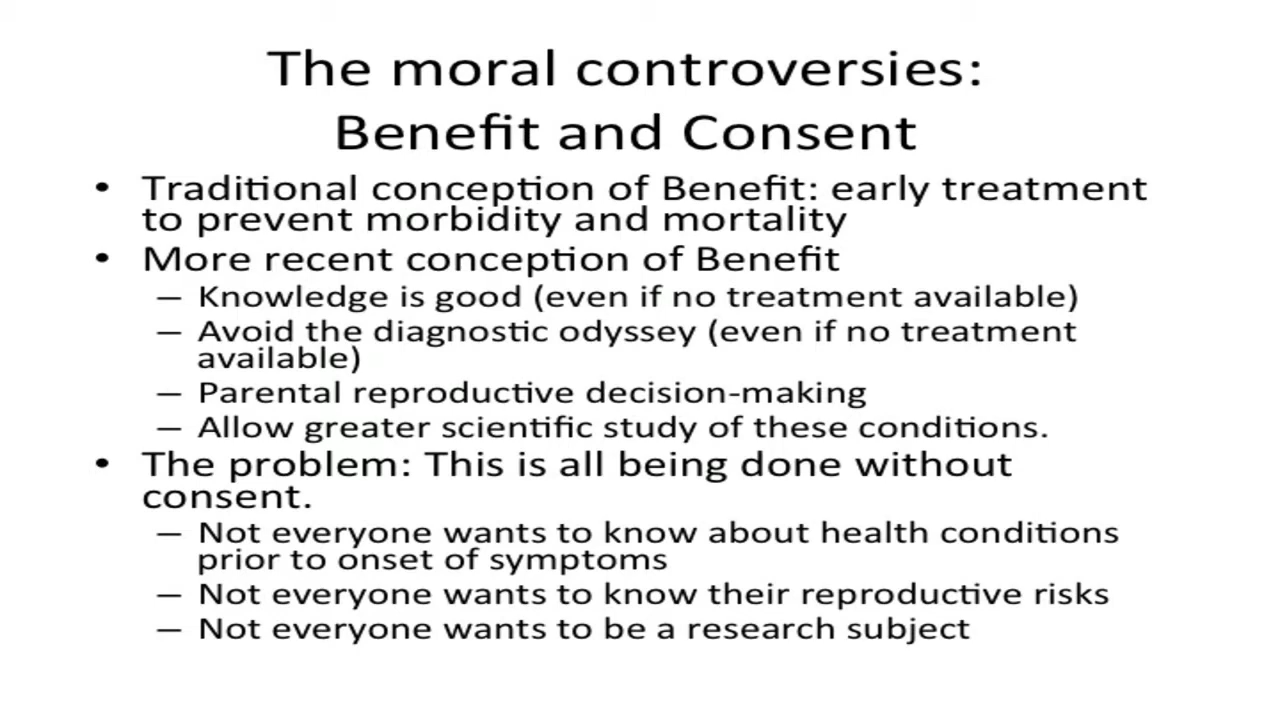 The moral controversies:
Benefit and Consent
• Traditional conception of Benefit: early treatment
to prevent morbidity and mortality
• More recent conception of Benefit
– Knowledge is good (even if no treatment available)
– Avoid the diagnostic odyssey (even if no treatment
available)
– Parental reproductive decision-making
– Allow greater scientific study of these conditions.
• The problem: This is all being done without
consent.
– Not everyone wants to know about health conditions
prior to onset of symptoms
– Not everyone wants to know their reproductive risks
– Not everyone wants to be a research subject